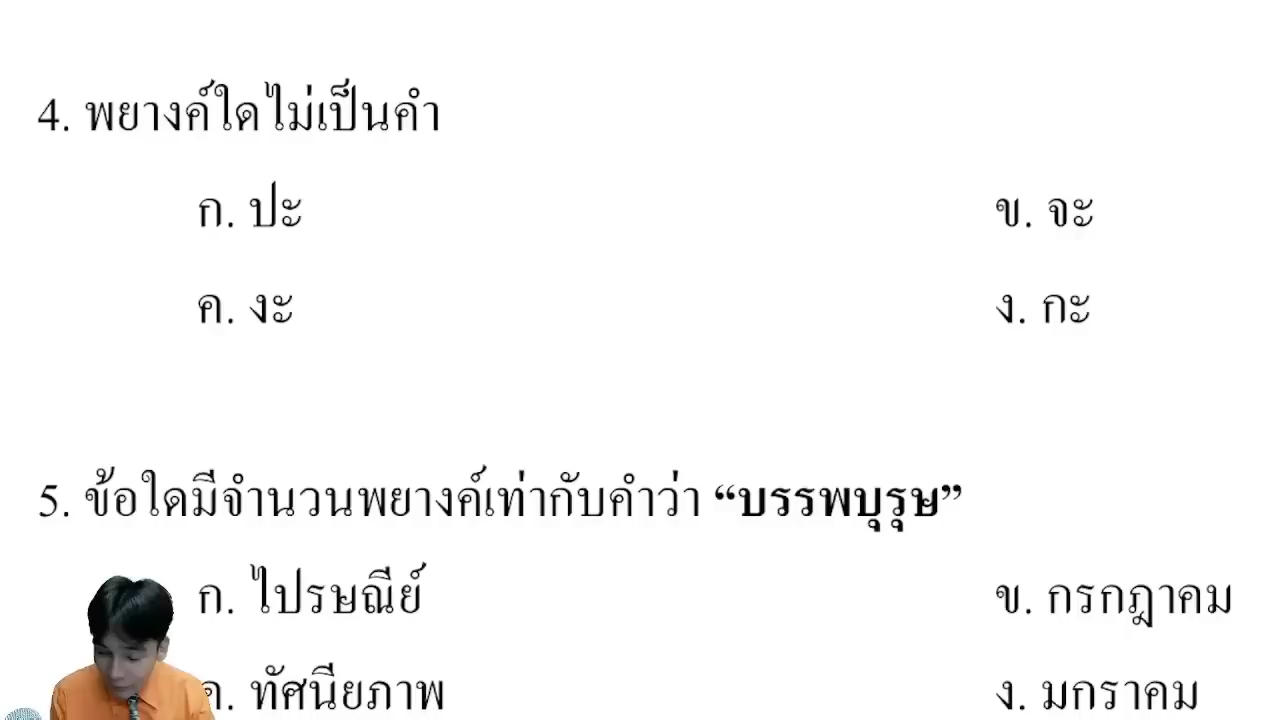 4. พยางค์ใดไม่เป็นคำ
ก. ปะ ข. จะ
ค. งะ ง. กะ
5. ข้อใดมีจำนวนพยางค์เท่ากับคำว่า “บรรพบุรุษ”
ก. ไปรษณีย์ ข. กรกฎาคม
ค. ทัศนียภาพ ง. มกราคม